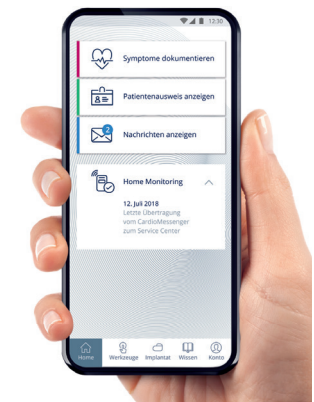 12:30
Symptome dokumentieren
Patientenausweis anzeigen
2
Nachrichten anzeigen
Home Monitoring
12. Juli 2018
Letzte Übertragung
vom CardioMessenger
zum Service Center
Home Werkzeuge Implantat Wissen Konto